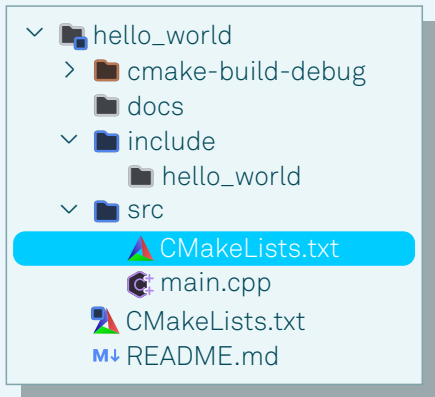 hello_world
cmake-build-debug
docs
include
hello_world
src
CMakeLists.txt
main.cpp
CMakeLists.txt
M↓ README.md